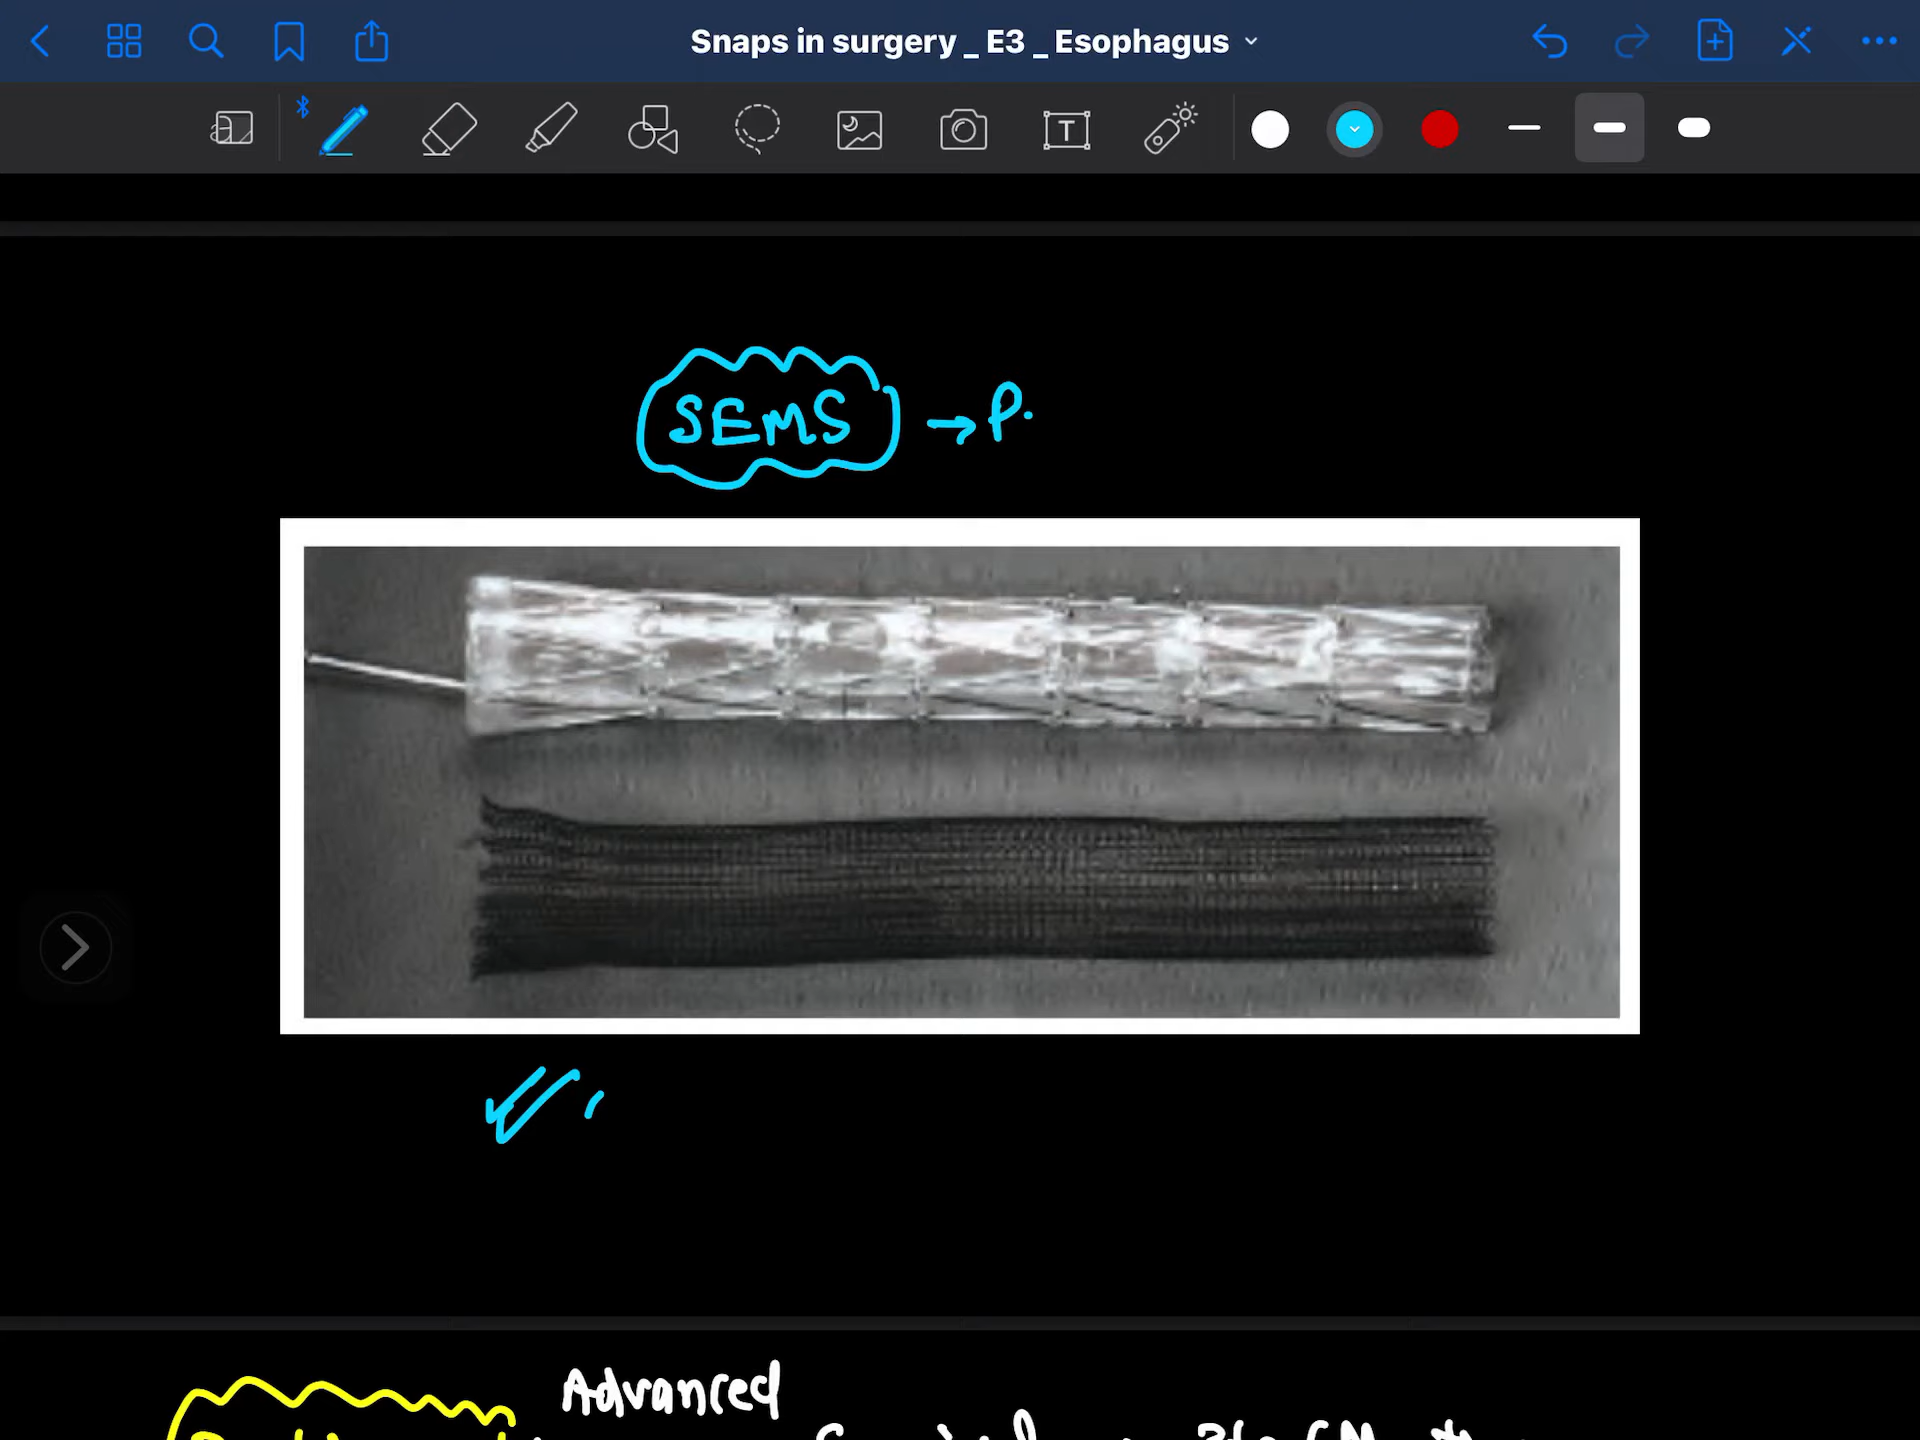 Snaps in surgery _ E3 _ Esophagus
T
SEMS → P.
Advanced